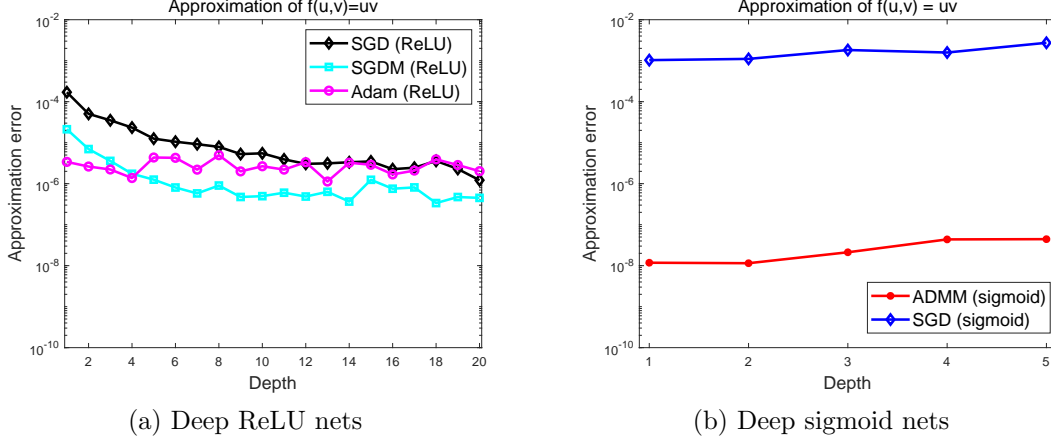 Approximation of f(u,v)=uv
10^-2
10^-4
10^-6
10^-8
10^-10
Approximation error
SGD (ReLU)
SGDM (ReLU)
Adam (ReLU)
2 4 6 8 10 12 14 16 18 20
Depth
(a) Deep ReLU nets
Approximation of f(u,v) = uv
10^-2
10^-4
10^-6
10^-8
10^-10
Approximation error
ADMM (sigmoid)
SGD (sigmoid)
1 2 3 4 5
Depth
(b) Deep sigmoid nets